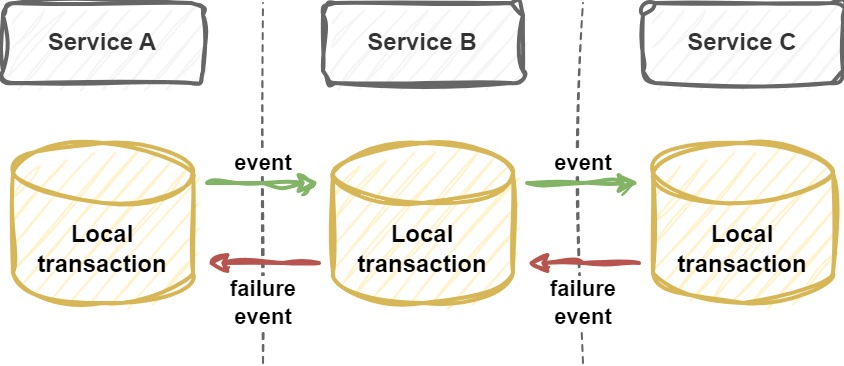 Service A
Service B
Service C
event
event
Local
transaction
Local
transaction
Local
transaction
failure
event
failure
event